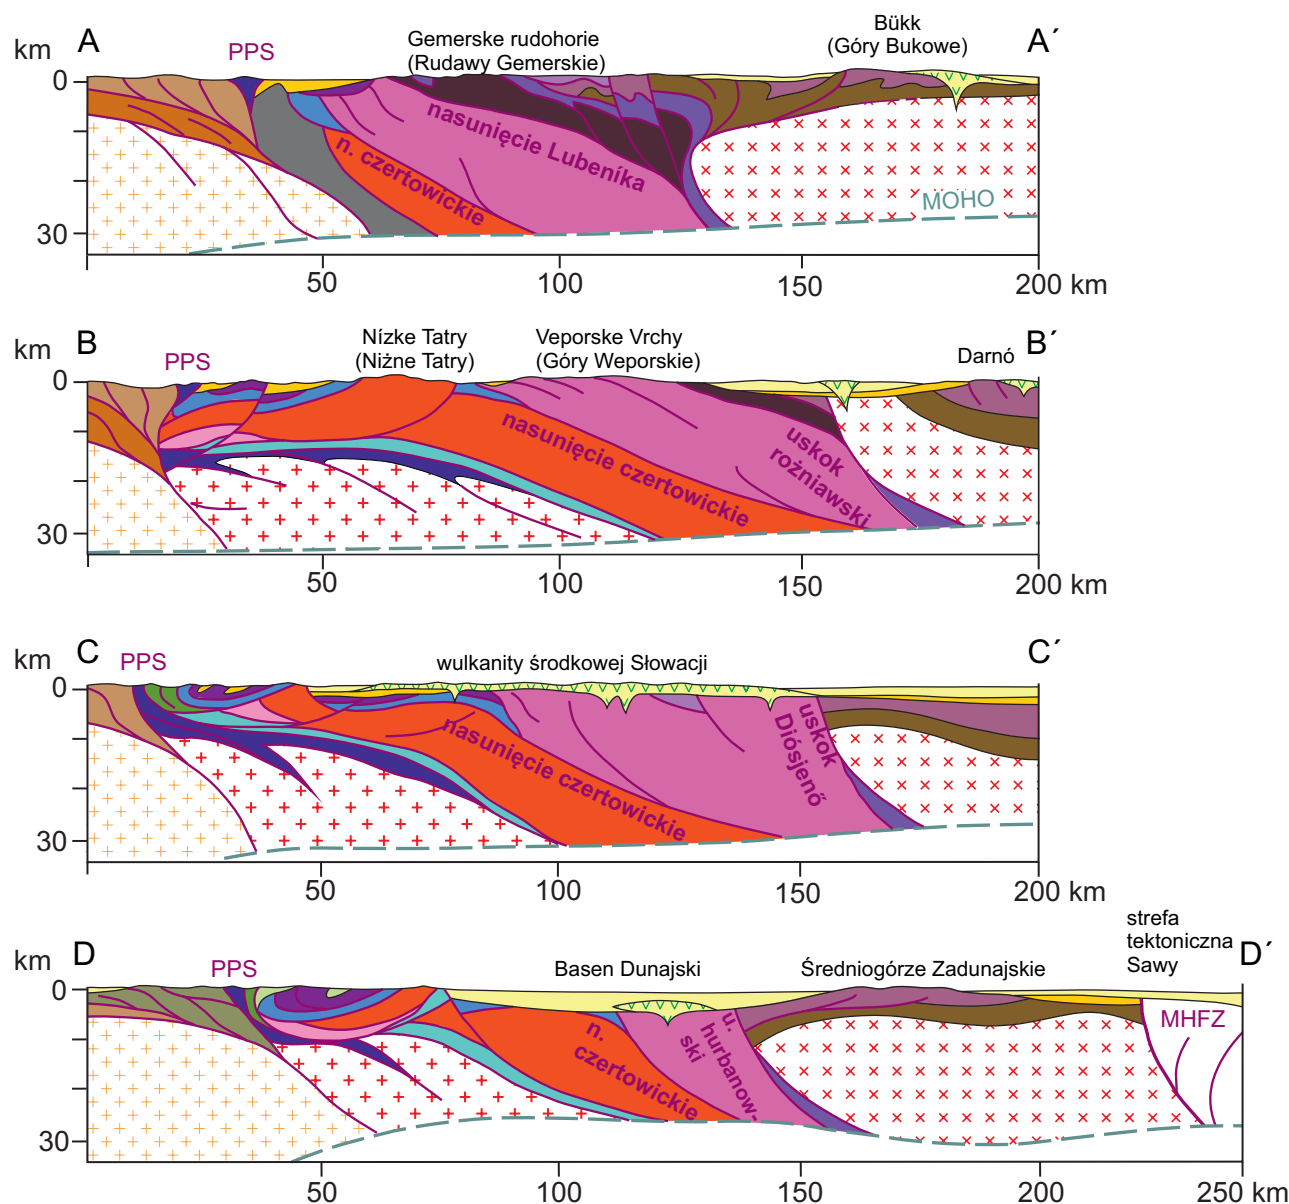 A
PPS
Gemerske rudohorie
(Rudawy Gemerskie)
Bükk
(Góry Bukowe)
A´
km
0
30
nasunięcie Lubeníka
n. czertowickie
MOHO
50
100
150
200 km
B
PPS
Nízke Tatry
(Niżne Tatry)
Veporske Vrchy
(Góry Weporskie)
Darnó
B´
km
0
30
nasunięcie czertowickie
uskok
rożniawski
50
100
150
200 km
C
PPS
wulkanity środkowej Słowacji
C´
km
0
30
nasunięcie czertowickie
uskok
Diósjenő
50
100
150
200 km
D
PPS
Basen Dunajski
Średniogórze Zadunajskie
strefa
tektoniczna
Sawy
D´
km
0
30
n.
czertowickie
u.
hurbanow-
ski
MHFZ
50
100
150
200
250 km